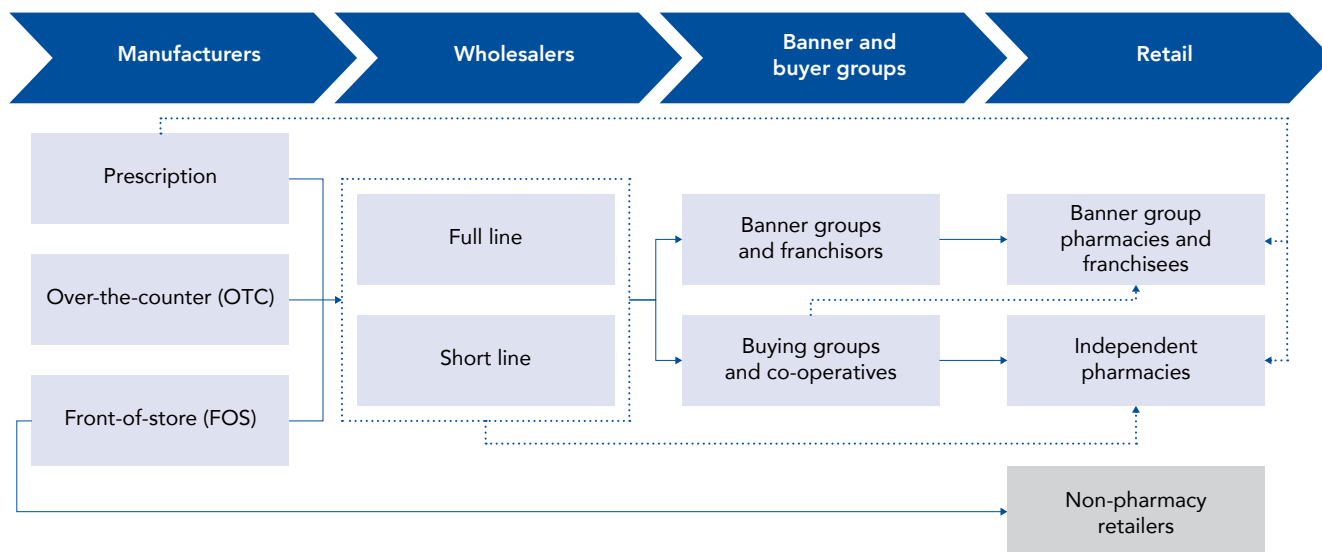 Manufacturers
Wholesalers
Banner and
buyer groups
Retail
Prescription
Over-the-counter (OTC)
Front-of-store (FOS)
Full line
Short line
Banner groups
and franchisors
Buying groups
and co-operatives
Banner group
pharmacies and
franchisees
Independent
pharmacies
Non-pharmacy
retailers